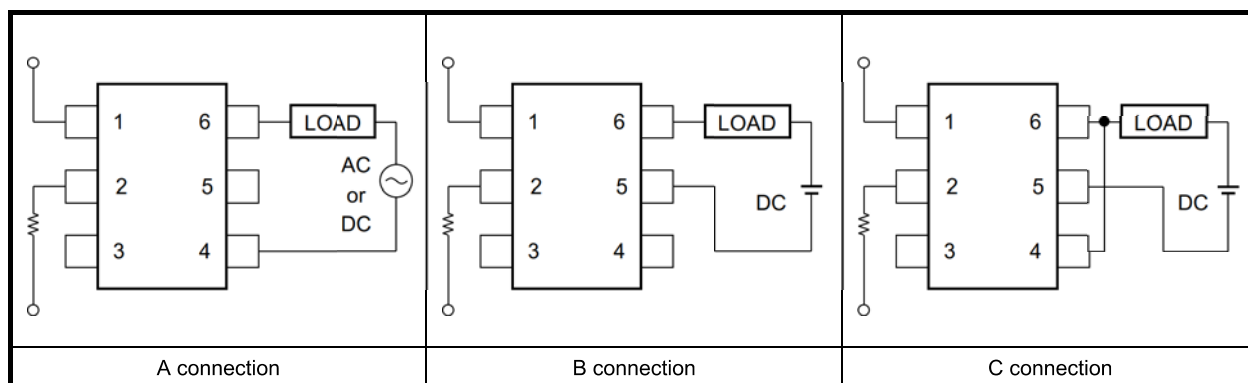 1 6 LOAD
AC
or
DC
2 5
3 4
A connection
1 6 LOAD
2 5 DC
3 4
B connection
1 6 LOAD
2 5 DC
3 4
C connection